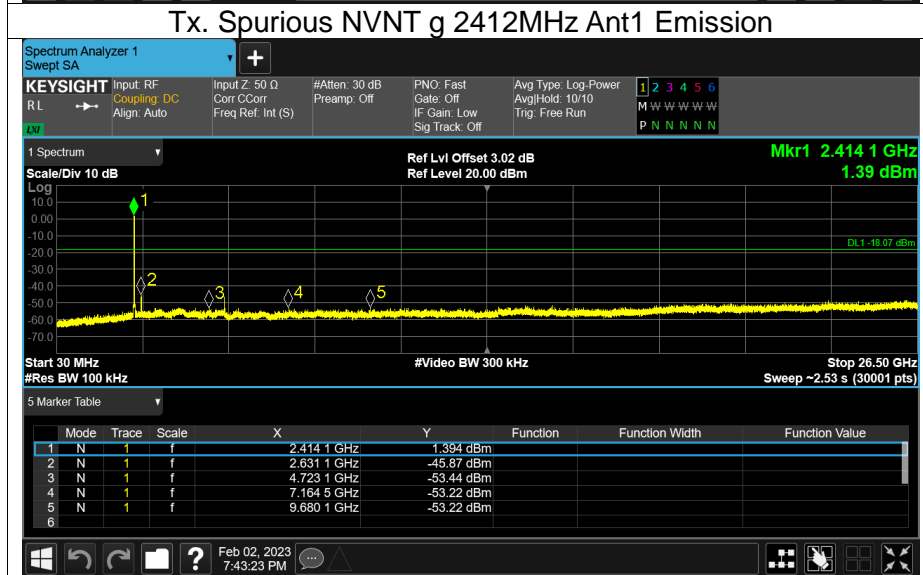 Tx. Spurious NVNT g 2412MHz Ant1 Emission
Spectrum Analyzer 1
Swept SA
+
KEYSIGHT Input: RF Input Z: 50 Ω #Atten: 30 dB PNO: Fast Avg Type: Log-Power 1 2 3 4 5 6
R L Coupling: DC Corr CCorr Preamp: Off Gate: Off Avg|Hold: 10/10 M W W W W W
Align: Auto Freq Ref: Int (S) IF Gain: Low Trig: Free Run
LXI Sig Track: Off P N N N N N
1 Spectrum Ref Lvl Offset 3.02 dB Mkr1 2.414 1 GHz
Scale/Div 10 dB Ref Level 20.00 dBm 1.39 dBm
Log
10.0 1
0.00
-10.0
DL1 -18.07 dBm
-20.0
-30.0
-40.0 2
3 4 5
-50.0
-60.0
-70.0
Start 30 MHz #Video BW 300 kHz Stop 26.50 GHz
#Res BW 100 kHz Sweep ~2.53 s (30001 pts)
5 Marker Table
Mode Trace Scale X Y Function Function Width Function Value
1 N 1 f 2.414 1 GHz 1.394 dBm
2 N 1 f 2.631 1 GHz -45.87 dBm
3 N 1 f 4.723 1 GHz -53.44 dBm
4 N 1 f 7.164 5 GHz -53.22 dBm
5 N 1 f 9.680 1 GHz -53.22 dBm
6
? Feb 02, 2023
7:43:23 PM